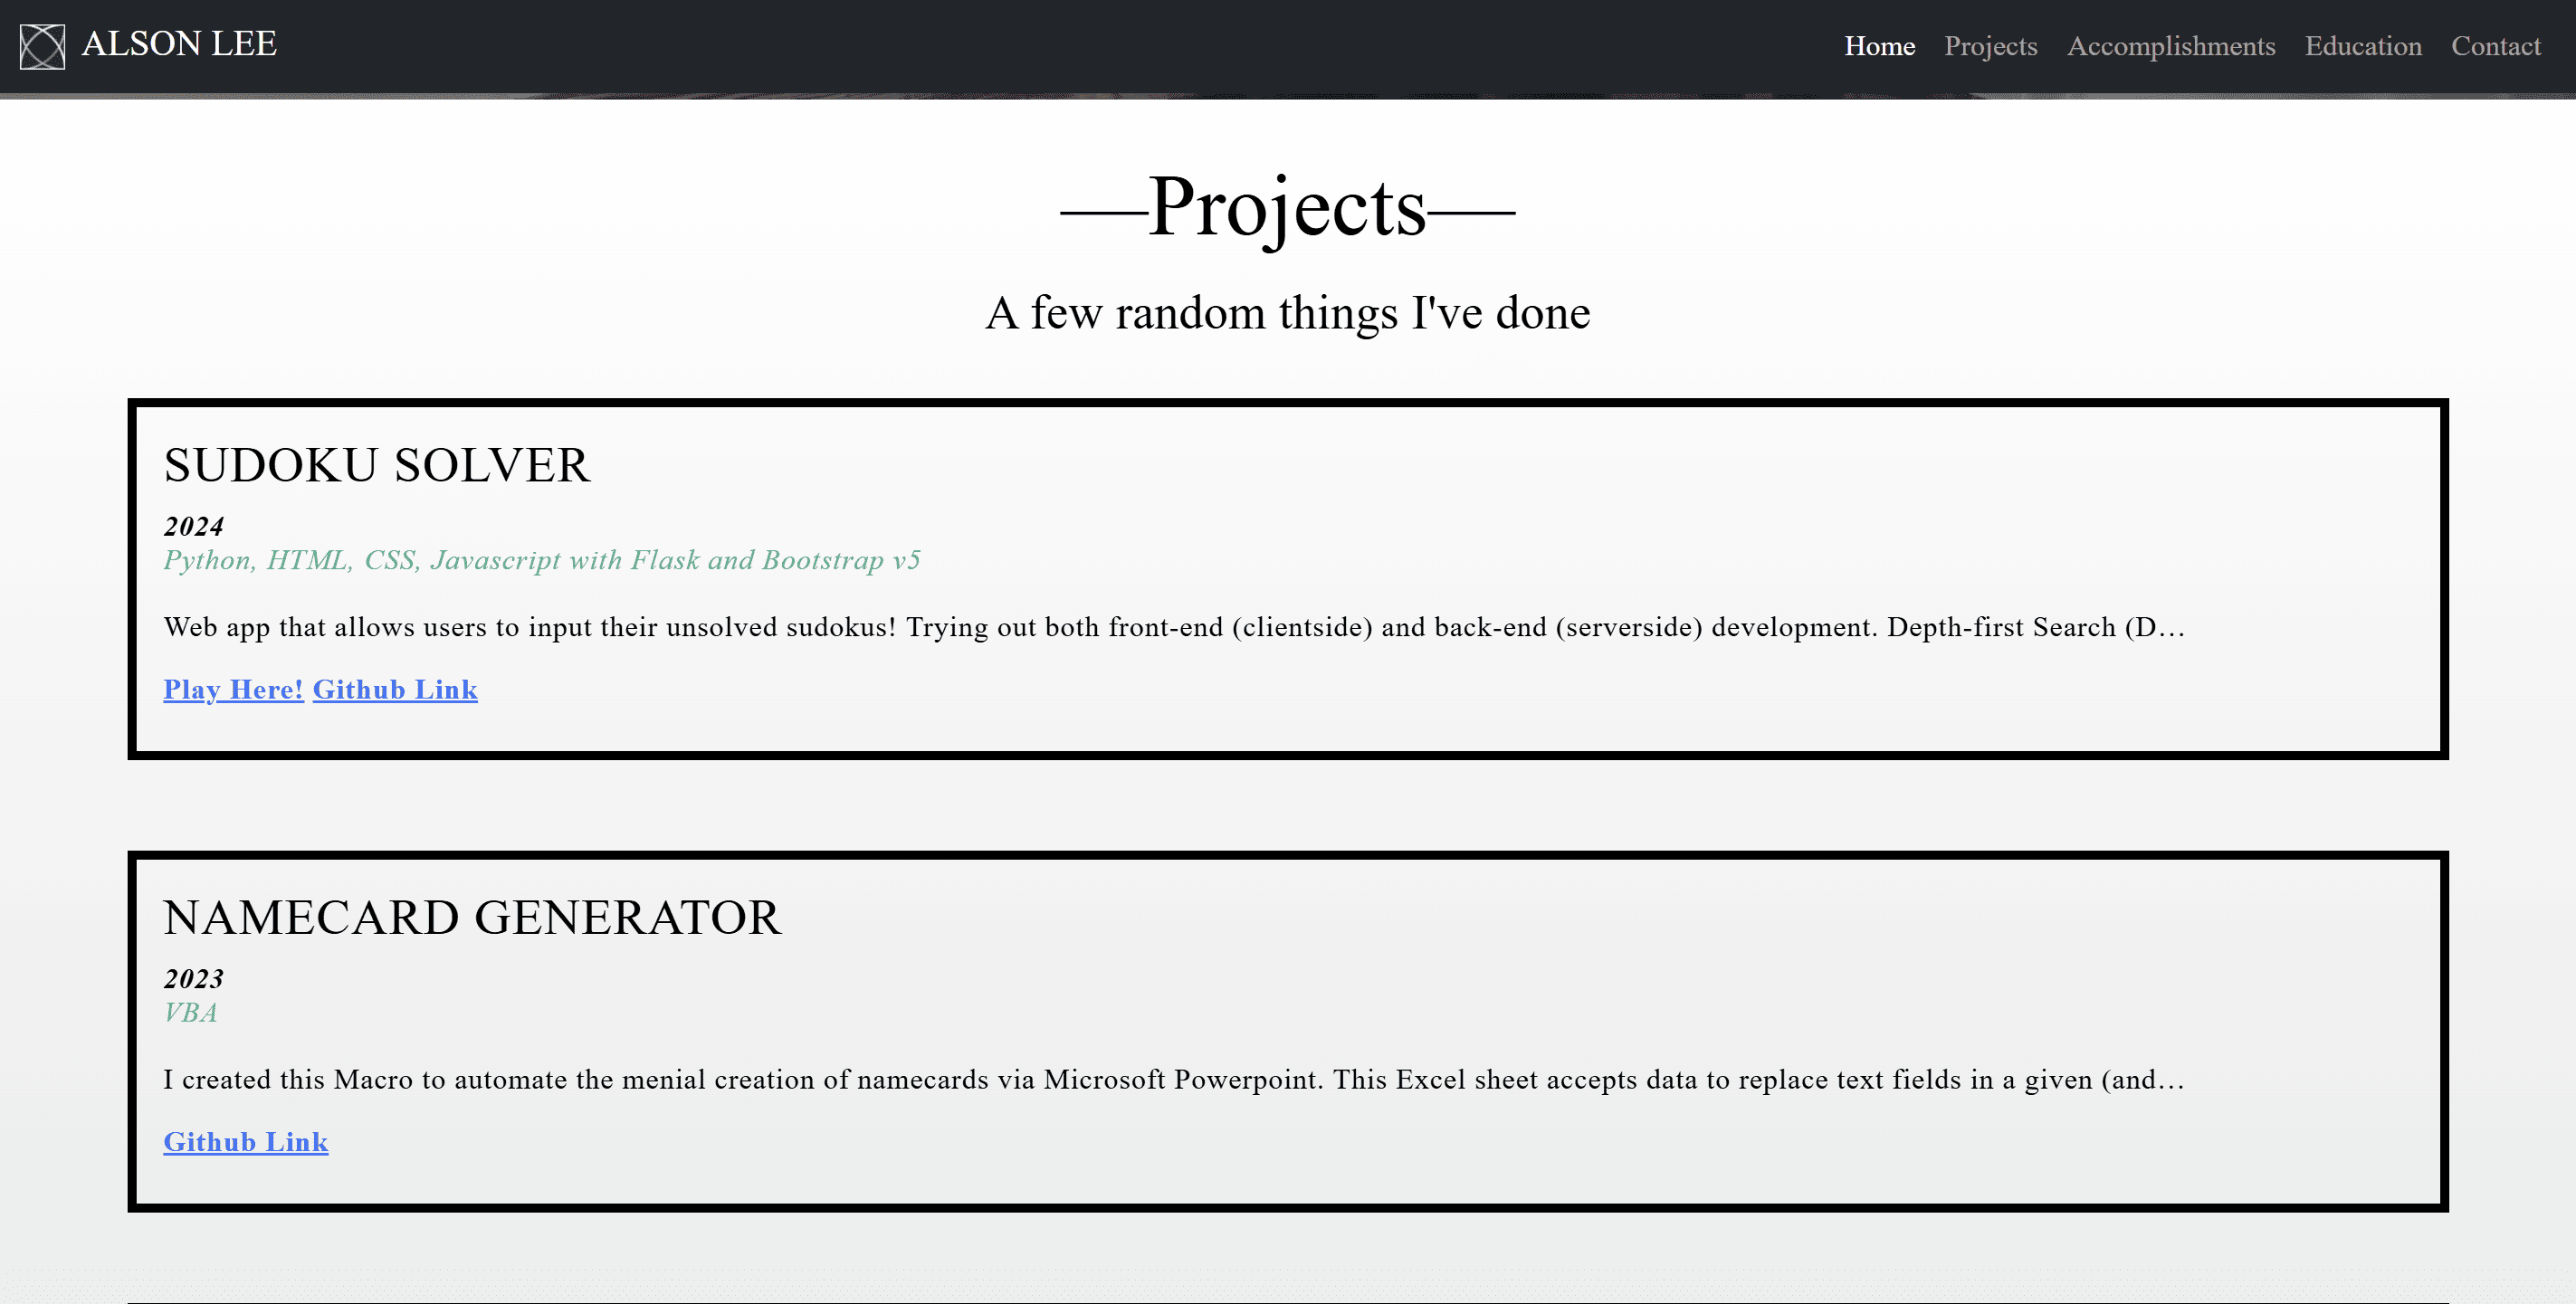 ALSON LEE
Home Projects Accomplishments Education Contact
—Projects—
A few random things I've done
SUDOKU SOLVER
2024
Python, HTML, CSS, Javascript with Flask and Bootstrap v5
Web app that allows users to input their unsolved sudokus! Trying out both front-end (clientside) and back-end (serverside) development. Depth-first Search (D…
Play Here! Github Link
NAMECARD GENERATOR
2023
VBA
I created this Macro to automate the menial creation of namecards via Microsoft Powerpoint. This Excel sheet accepts data to replace text fields in a given (and…
Github Link